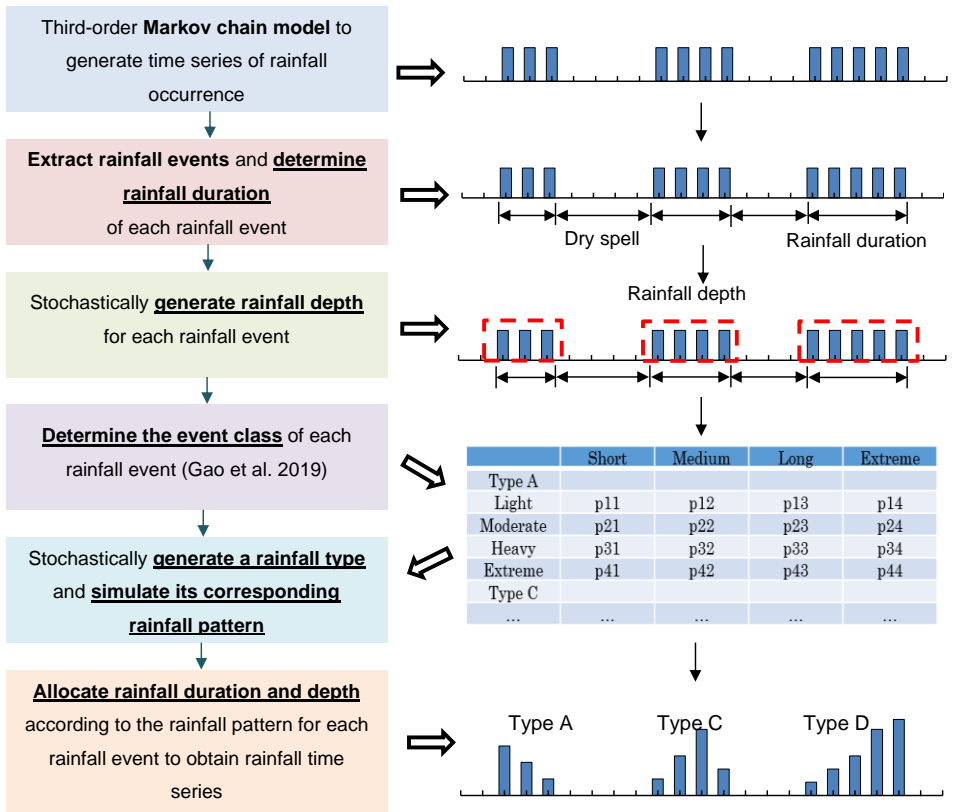 Third-order Markov chain model to
generate time series of rainfall
occurrence
Extract rainfall events and determine
rainfall duration
of each rainfall event
Dry spell
Rainfall duration
Stochastically generate rainfall depth
for each rainfall event
Rainfall depth
Determine the event class of each
rainfall event (Gao et al. 2019)
Short Medium Long Extreme
Type A
Light p11 p12 p13 p14
Moderate p21 p22 p23 p24
Heavy p31 p32 p33 p34
Extreme p41 p42 p43 p44
Type C
... ... ... ... ...
Stochastically generate a rainfall type
and simulate its corresponding
rainfall pattern
Allocate rainfall duration and depth
according to the rainfall pattern for each
rainfall event to obtain rainfall time
series
Type A
Type C
Type D